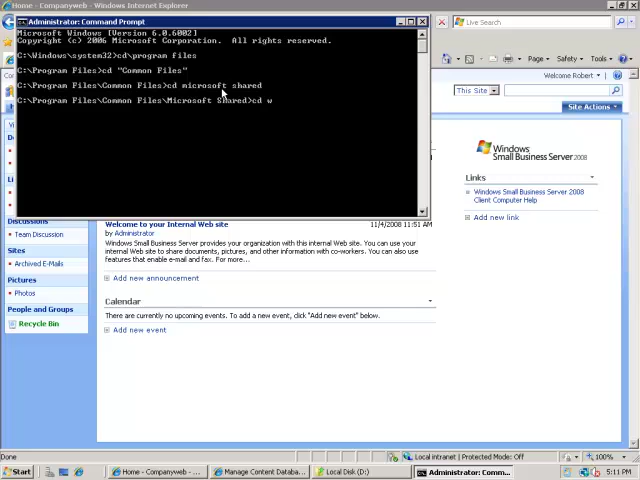 Home - Companyweb - Windows Internet Explorer
Administrator: Command Prompt
Microsoft Windows [Version 6.0.6002]
Copyright (c) 2006 Microsoft Corporation.  All rights reserved.
C:\Windows\system32>cd\program files
C:\Program Files>cd "Common Files"
C:\Program Files\Common Files>cd microsoft shared
C:\Program Files\Common Files\Microsoft Shared>cd w
Live Search
Page
Safety
Tools
Welcome Robert
This Site
Site Actions
Windows
Small Business Server 2008
Links
Windows Small Business Server 2008
Client Computer Help
Add new link
Discussions
Team Discussion
Sites
Archived E-Mails
Pictures
Photos
People and Groups
Recycle Bin
Welcome to your Internal Web site
11/4/2008 11:51 AM
by Administrator
Windows Small Business Server provides your organization with this internal Web site. You can use your
internal Web site to share documents, pictures, and other information with co-workers. You can also use
features that enable e-mail and fax. For more...
Add new announcement
Calendar
There are currently no upcoming events. To add a new event, click "Add new event" below.
Add new event
Done
Local intranet | Protected Mode: Off
100%
Start
Home - Companyweb - ...
Manage Content Databa...
Local Disk (D:)
Administrator: Comm...
5:11 PM